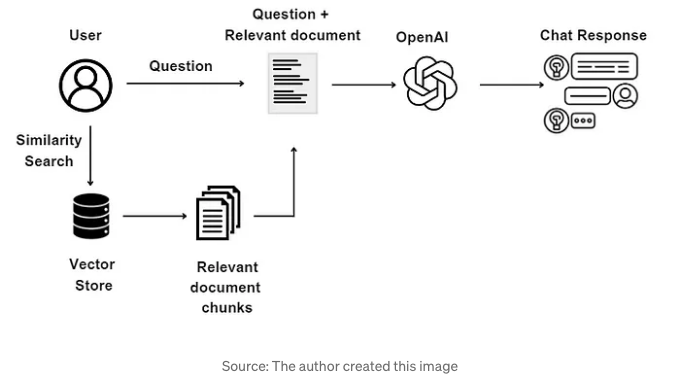 User
Question +
Relevant document
OpenAI
Chat Response
Question
Similarity
Search
Vector
Store
Relevant
document
chunks
Source: The author created this image